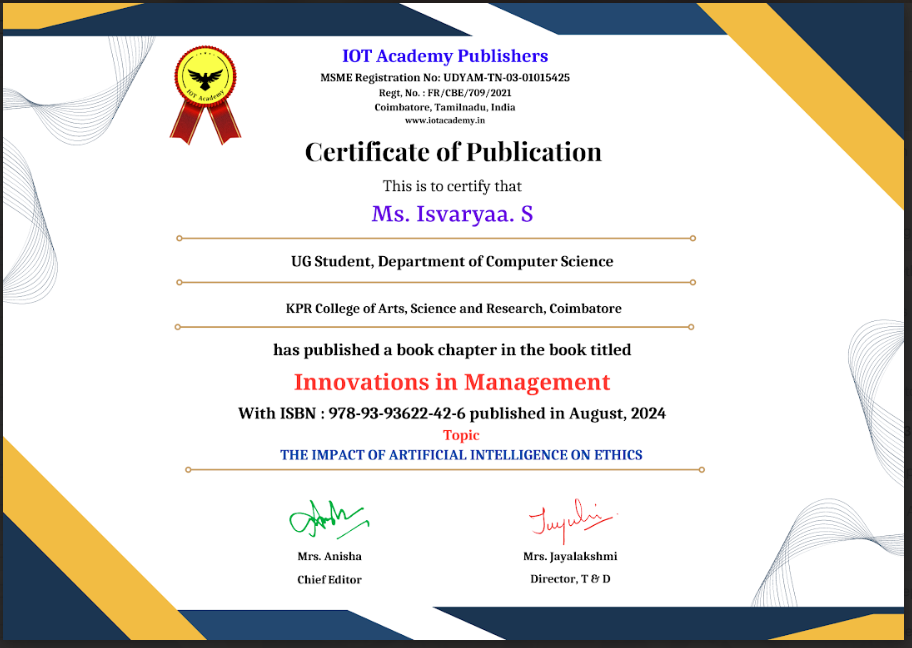 IOT Academy Publishers
MSME Registration No: UDYAM-TN-03-01015425
Regt, No. : FR/CBE/709/2021
Coimbatore, Tamilnadu, India
www.iotacademy.in
IOT Academy
Certificate of Publication
This is to certify that
Ms. Isvaryaa. S
UG Student, Department of Computer Science
KPR College of Arts, Science and Research, Coimbatore
has published a book chapter in the book titled
Innovations in Management
With ISBN : 978-93-93622-42-6 published in August, 2024
Topic
THE IMPACT OF ARTIFICIAL INTELLIGENCE ON ETHICS
Mrs. Anisha
Mrs. Jayalakshmi
Chief Editor
Director, T & D